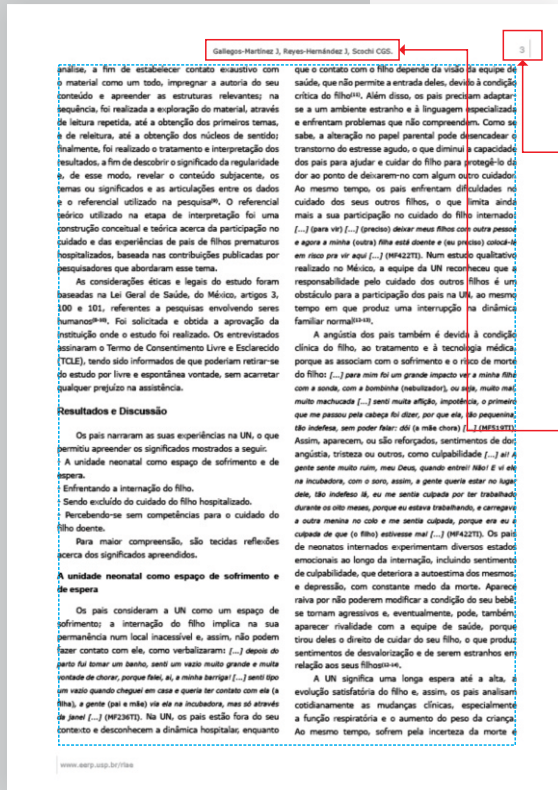 Gallegos-Martínez J, Reyes-Hernández J, Scochi CGS.
3
análise, a fim de estabelecer contato exaustivo com
o material como um todo, impregnar a autoria do seu
conteúdo e apreender as estruturas relevantes; na
sequência, foi realizada a exploração do material, através
de leitura repetida, até a obtenção dos primeiros temas,
e de releitura, até a obtenção dos núcleos de sentido;
finalmente, foi realizado o tratamento e interpretação dos
resultados, a fim de descobrir o significado da regularidade
e, de esse modo, revelar o conteúdo subjacente, os
temas ou significados e as articulações entre os dados
e o referencial utilizado na pesquisa(9). O referencial
teórico utilizado na etapa de interpretação foi uma
construção conceitual e teórica acerca da participação no
cuidado e das experiências de pais de filhos prematuros
hospitalizados, baseada nas contribuições publicadas por
pesquisadores que abordaram esse tema.
As considerações éticas e legais do estudo foram
baseadas na Lei Geral de Saúde, do México, artigos 3,
100 e 101, referentes a pesquisas envolvendo seres
humanos(9-10). Foi solicitada e obtida a aprovação da
instituição onde o estudo foi realizado. Os entrevistados
assinaram o Termo de Consentimento Livre e Esclarecido
(TCLE), tendo sido informados de que poderiam retirar-se
do estudo por livre e espontânea vontade, sem acarretar
qualquer prejuízo na assistência.
Resultados e Discussão
Os pais narraram as suas experiências na UN, o que
permitiu apreender os significados mostrados a seguir.
- A unidade neonatal como espaço de sofrimento e de
espera.
- Enfrentando a internação do filho.
- Sendo excluído do cuidado do filho hospitalizado.
- Percebendo-se sem competências para o cuidado do
filho doente.
Para maior compreensão, são tecidas reflexões
acerca dos significados apreendidos.
A unidade neonatal como espaço de sofrimento e
de espera
Os pais consideram a UN como um espaço de
sofrimento; a internação do filho implica na sua
permanência num local inacessível e, assim, não podem
fazer contato com ele, como verbalizaram: [...] depois do
parto fui tomar um banho, senti um vazio muito grande e muita
vontade de chorar, porque falei, ai, a minha barriga! [...] senti tipo
um vazio quando cheguei em casa e queria ter contato com ela (a
filha), a gente (pai e mãe) via ela na incubadora, mas só através
da janel [...] (MF236TI). Na UN, os pais estão fora do seu
contexto e desconhecem a dinâmica hospitalar, enquanto
que o contato com o filho depende da visão da equipe de
saúde, que não permite a entrada deles, devido à condição
crítica do filho(11). Além disso, os pais precisam adaptar-
se a um ambiente estranho e à linguagem especializada
e enfrentam problemas que não compreendem. Como se
sabe, a alteração no papel parental pode desencadear o
transtorno do estresse agudo, o que diminui a capacidade
dos pais para ajudar e cuidar do filho para protegê-lo da
dor ao ponto de deixarem-no com algum outro cuidador.
Ao mesmo tempo, os pais enfrentam dificuldades no
cuidado dos seus outros filhos, o que limita ainda
mais a sua participação no cuidado do filho internado:
[...] (para vir) [...] (preciso) deixar meus filhos com outra pessoa
e agora a minha (outra) filha está doente e (eu preciso) colocá-la
em risco pra vir aqui [...] (MF422TI). Num estudo qualitativo
realizado no México, a equipe da UN reconheceu que a
responsabilidade pelo cuidado dos outros filhos é um
obstáculo para a participação dos pais na UN, ao mesmo
tempo em que produz uma interrupção na dinâmica
familiar normal(12-13).
A angústia dos pais também é devida à condição
clínica do filho, ao tratamento e à tecnologia médica,
porque as associam com o sofrimento e o risco de morte
do filho: [...] para mim foi um grande impacto ver a minha filha
com a sonda, com a bombinha (nebulizador), ou seja, muito mal,
muito machucada [...] senti muita aflição, impotência, o primeiro
que me passou pela cabeça foi dizer, por que ela, tão pequenina,
tão indefesa, sem poder falar: dói (a mãe chora) [...] (MF519TI).
Assim, aparecem, ou são reforçados, sentimentos de dor,
angústia, tristeza ou outros, como culpabilidade [...] ai! A
gente sente muito ruim, meu Deus, quando entrei! Não! E vi ele
na incubadora, com o soro, assim, a gente queria estar no lugar
dele, tão indefeso lá, eu me sentia culpada por ter trabalhado
durante os oito meses, porque eu estava trabalhando, e carregava
a outra menina no colo e me sentia culpada, porque era eu a
culpada de que (o filho) estivesse mal [...] (MF422TI). Os pais
de neonatos internados experimentam diversos estados
emocionais ao longo da internação, incluindo sentimento
de culpabilidade, que deteriora a autoestima dos mesmos,
e depressão, com constante medo da morte. Aparece
raiva por não poderem modificar a condição do seu bebê;
se tornam agressivos e, eventualmente, pode, também,
aparecer rivalidade com a equipe de saúde, porque
tirou deles o direito de cuidar do seu filho, o que produz
sentimentos de desvalorização e de serem estranhos em
relação aos seus filhos(12-14).
A UN significa uma longa espera até a alta, a
evolução satisfatória do filho e, assim, os pais analisam
cotidianamente as mudanças clínicas, especialmente
a função respiratória e o aumento do peso da criança.
Ao mesmo tempo, sofrem pela incerteza da morte e
www.eerp.usp.br/rlae